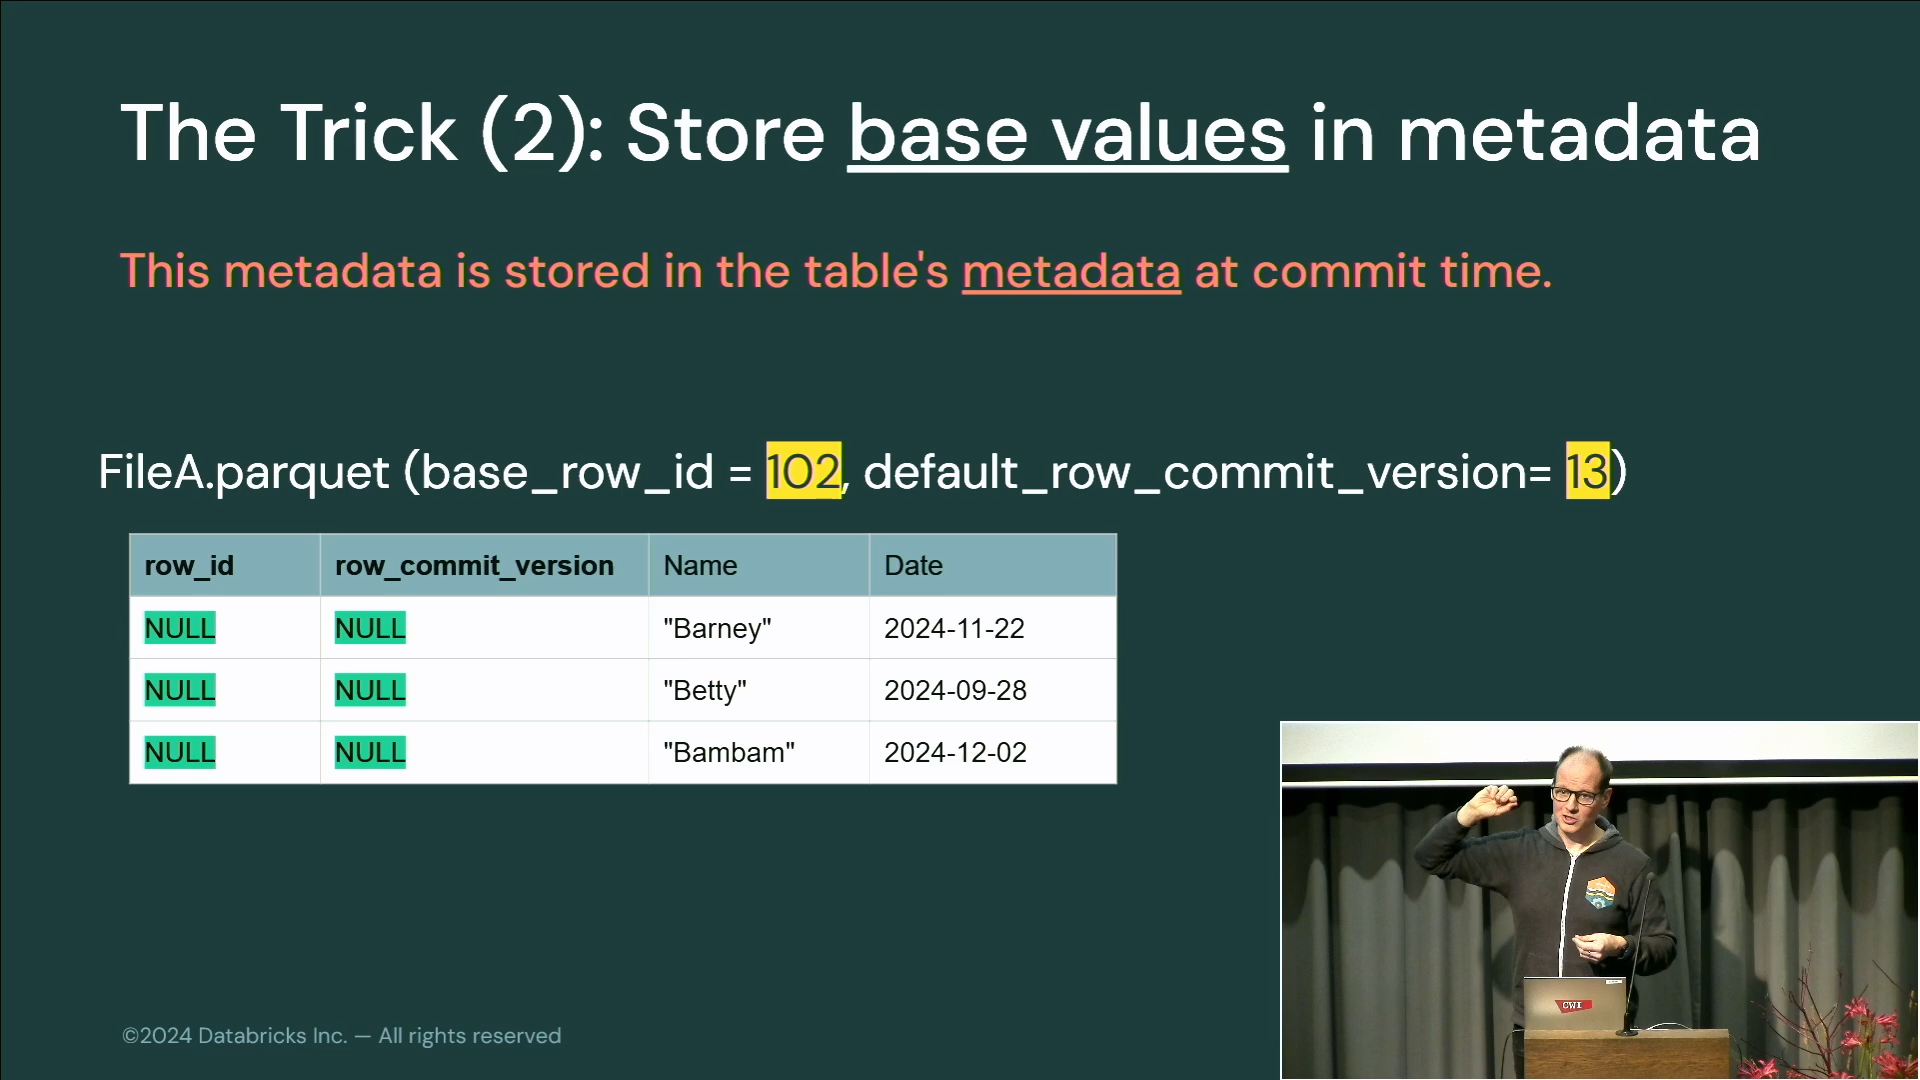 The Trick (2): Store base values in metadata
This metadata is stored in the table's metadata at commit time.
FileA.parquet (base_row_id = 102, default_row_commit_version= 13)
row_id row_commit_version Name Date
NULL NULL "Barney" 2024-11-22
NULL NULL "Betty" 2024-09-28
NULL NULL "Bambam" 2024-12-02
CWI
©2024 Databricks Inc. — All rights reserved